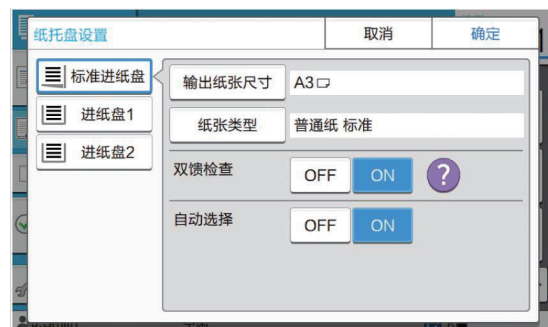 纸托盘设置
取消
确定
标准进纸盘
进纸盘1
进纸盘2
输出纸张尺寸
A3
纸张类型
普通纸 标准
双馈检查
OFF
ON
?
自动选择
OFF
ON